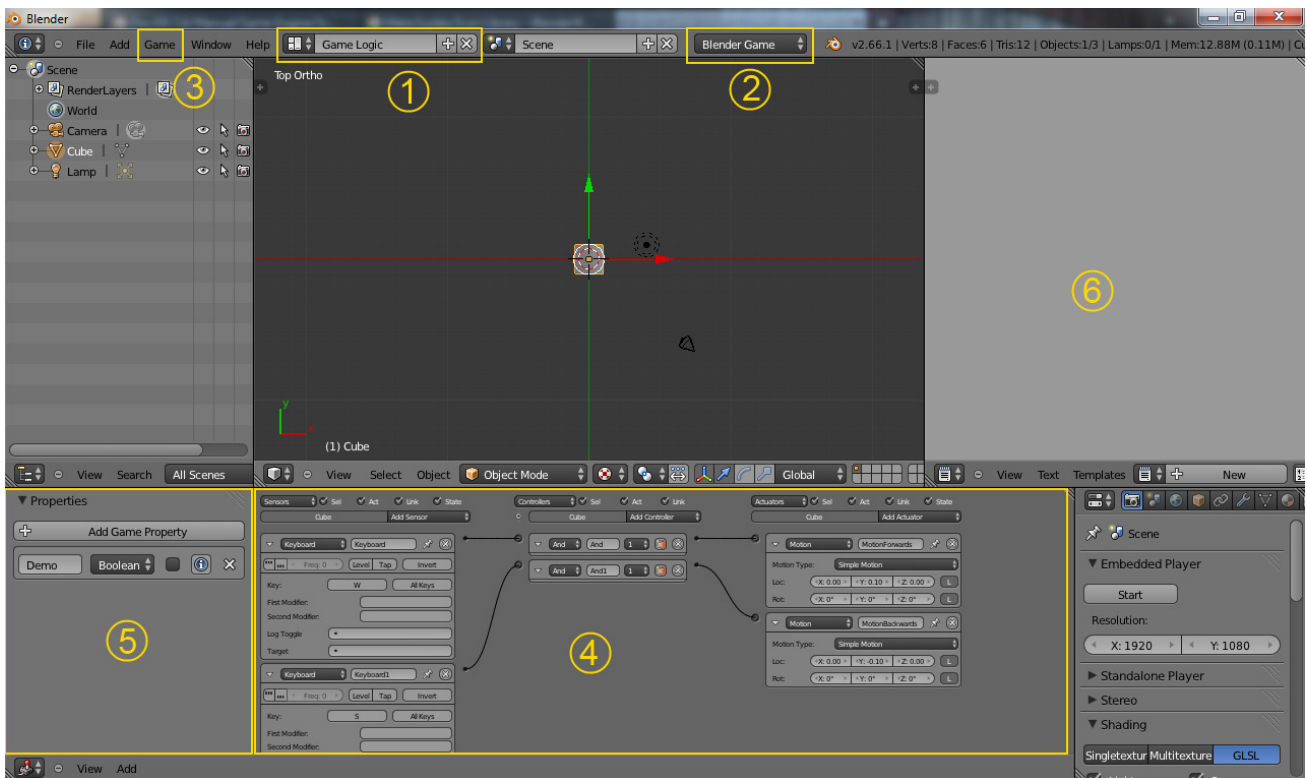 Blender
File Add Game Window Help Game Logic Scene Blender Game v2.66.1 | Verts:8 | Faces:6 | Tris:12 | Objects:1/3 | Lamps:0/1 | Mem:12.88M (0.11M) | Cu
1
2
3
Scene
RenderLayers |
World
Camera |
Cube |
Lamp |
Top Ortho
y
x
(1) Cube
6
View Search All Scenes
View Select Object Object Mode Global
View Text Templates New
Properties
Add Game Property
Demo Boolean
5
Sensors Sel Act Link State
Cube Add Sensor
Keyboard Keyboard
Freq: 0 Level Tap Invert
Key: W All Keys
First Modifier:
Second Modifier:
Log Toggle
Target:
Keyboard Keyboard1
Freq: 0 Level Tap Invert
Key: S All Keys
First Modifier:
Second Modifier:
Controllers Sel Act Link
Cube Add Controller
And And 1
And And1 1
4
Actuators Sel Act Link State
Cube Add Actuator
Motion MotionForwards
Motion Type: Simple Motion
Loc: X: 0.00 Y: 0.10 Z: 0.00 L
Rot: X: 0° Y: 0° Z: 0° L
Motion MotionBackwards
Motion Type: Simple Motion
Loc: X: 0.00 Y: -0.10 Z: 0.00 L
Rot: X: 0° Y: 0° Z: 0° L
Scene
Embedded Player
Start
Resolution:
X: 1920 Y: 1080
Standalone Player
Stereo
Shading
Singletextur Multitexture GLSL
View Add